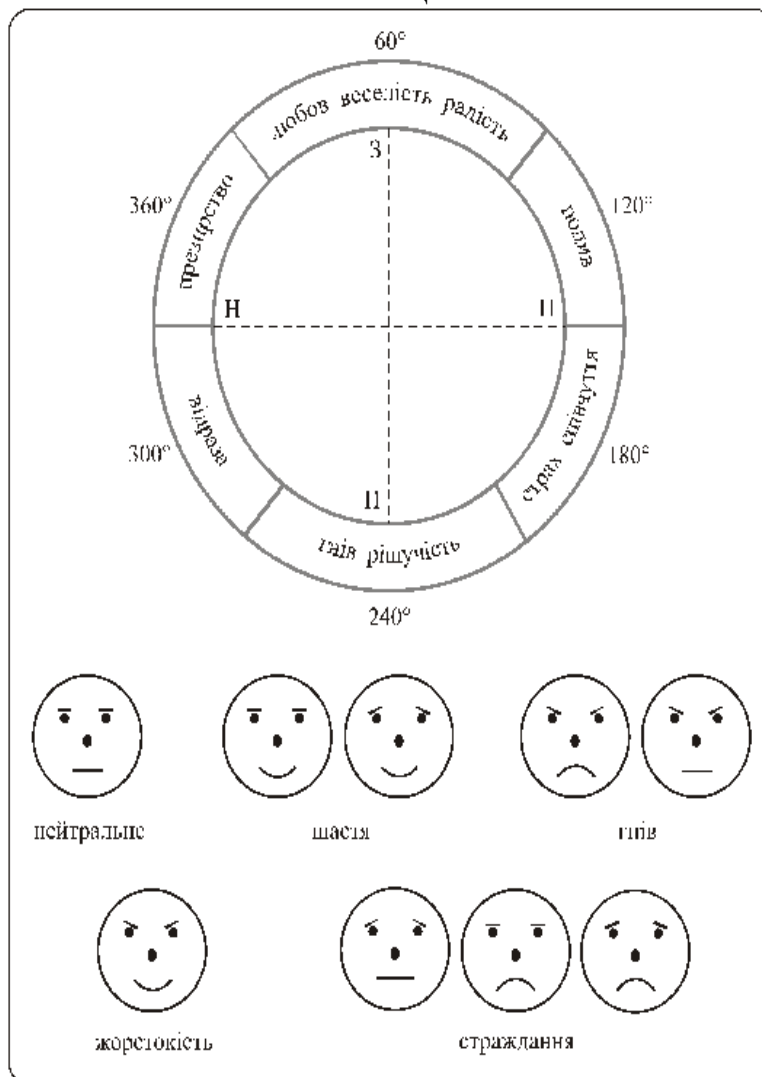 60°
любов веселість радість
З
360°
120°
презирство
подив
Н
П
300°
180°
відраза
страх співчуття
П
гнів рішучість
240°
нейтральне
щастя
гнів
жорстокість
страждання